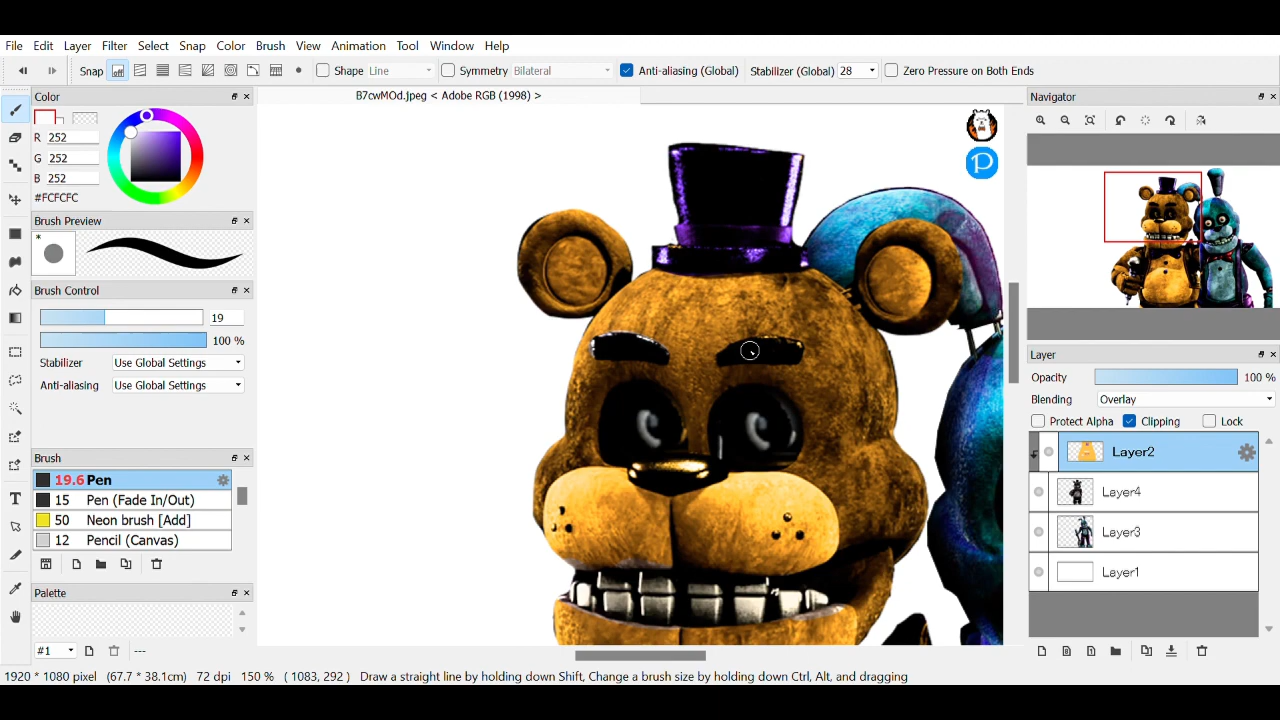 File Edit Layer Filter Select Snap Color Brush View Animation Tool Window Help
Snap Shape Line Symmetry Bilateral Anti-aliasing (Global) Stabilizer (Global) 28 Zero Pressure on Both Ends
Color
B7cwMOd.jpeg < Adobe RGB (1998) >
Navigator
R 252
G 252
B 252
#FCFCFC
Brush Preview
*
Brush Control
19
100 %
Stabilizer Use Global Settings
Anti-aliasing Use Global Settings
Brush
19.6 Pen
15 Pen (Fade In/Out)
50 Neon brush [Add]
12 Pencil (Canvas)
Palette
#1 ---
P
Layer
Opacity 100 %
Blending Overlay
Protect Alpha Clipping Lock
Layer2
Layer4
Layer3
Layer1
1920 * 1080 pixel (67.7 * 38.1cm) 72 dpi 150 % ( 1083, 292 ) Draw a straight line by holding down Shift, Change a brush size by holding down Ctrl, Alt, and dragging